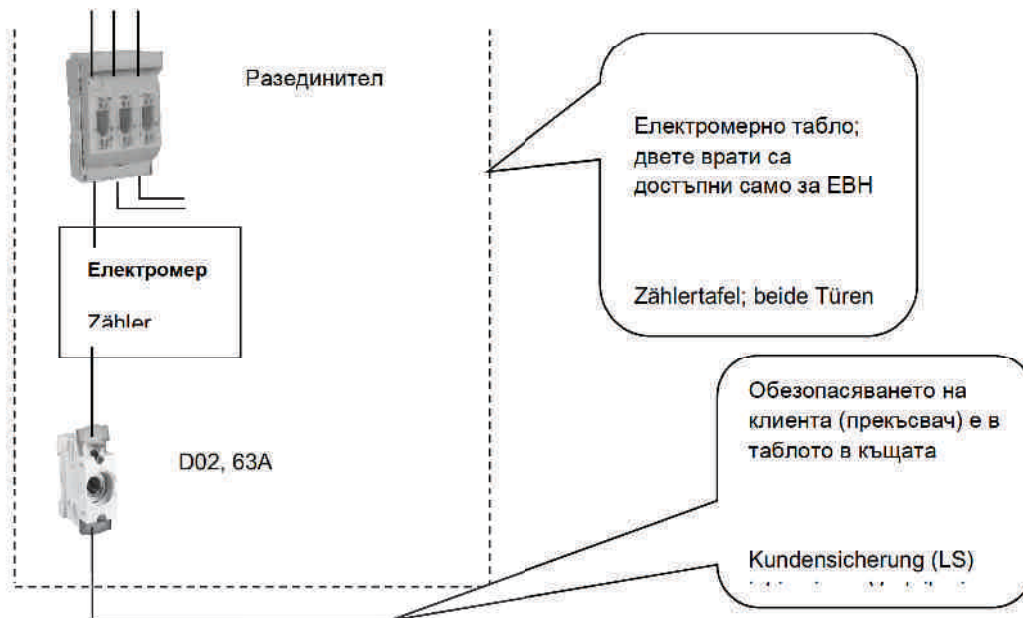 Разединител
Електромерно табло;
двете врати са
достъпни само за ЕВН
Zählertafel; beide Türen
Електромер
Zähler
D02, 63A
Обезопасяването на
клиента (прекъсвач) е в
таблото в къщата
Kundensicherung (LS)